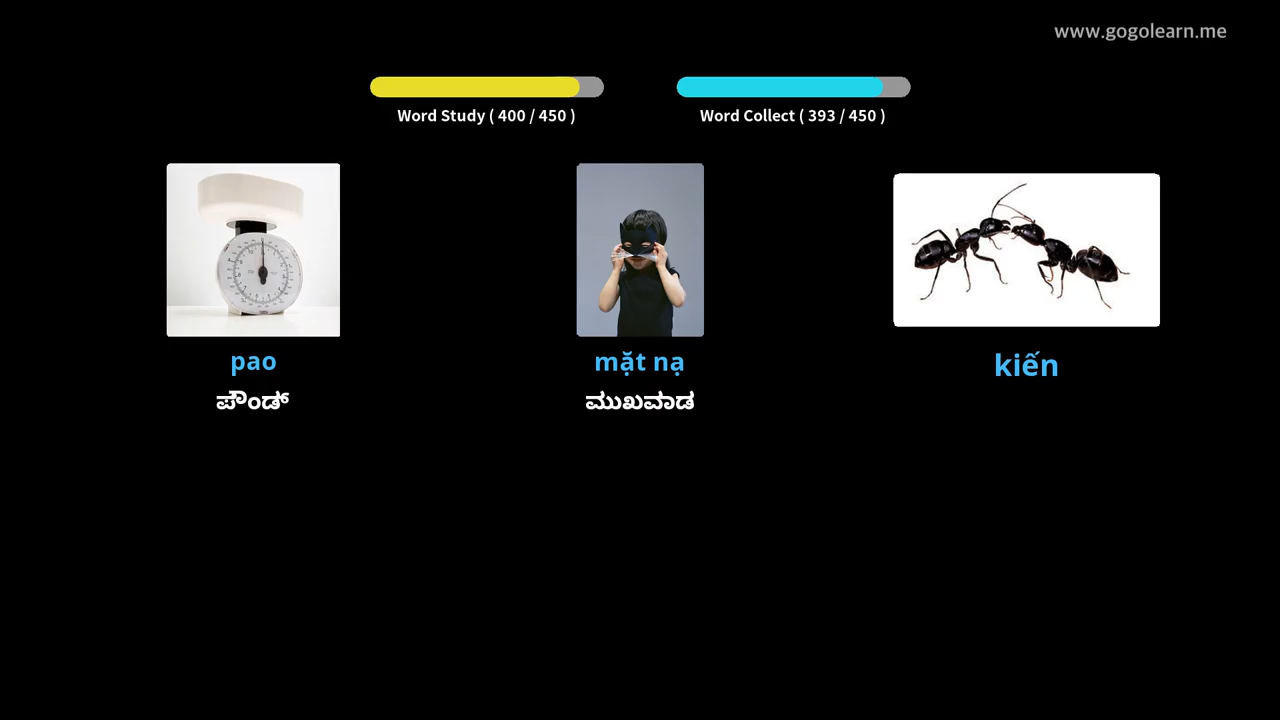 www.gogolearn.me
Word Study ( 400 / 450 )
Word Collect ( 393 / 450 )
pao
mặt nạ
kiến
ಪೌಂಡ್
ಮುಖವಾಡ